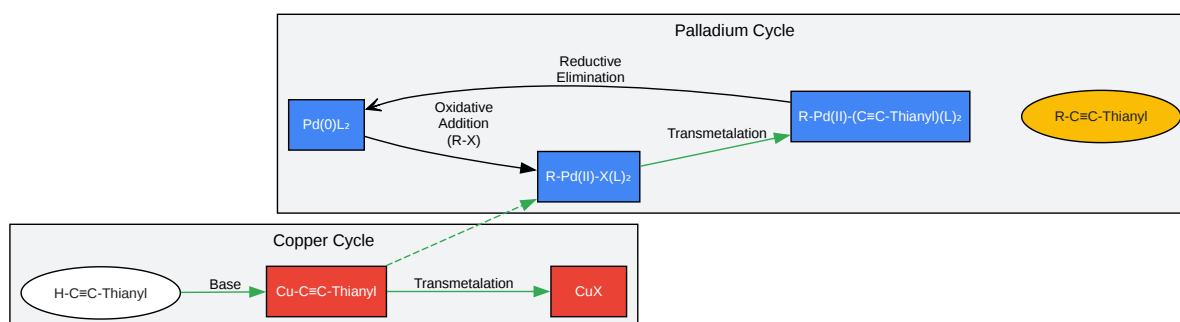 Palladium Cycle
Reductive
Elimination
Pd(0)L₂
Oxidative
Addition
(R-X)
R-Pd(II)-(C≡C-Thianyl)(L)₂
R-C≡C-Thianyl
Transmetalation
R-Pd(II)-X(L)₂
Copper Cycle
H-C≡C-Thianyl
Base
Cu-C≡C-Thianyl
Transmetalation
CuX